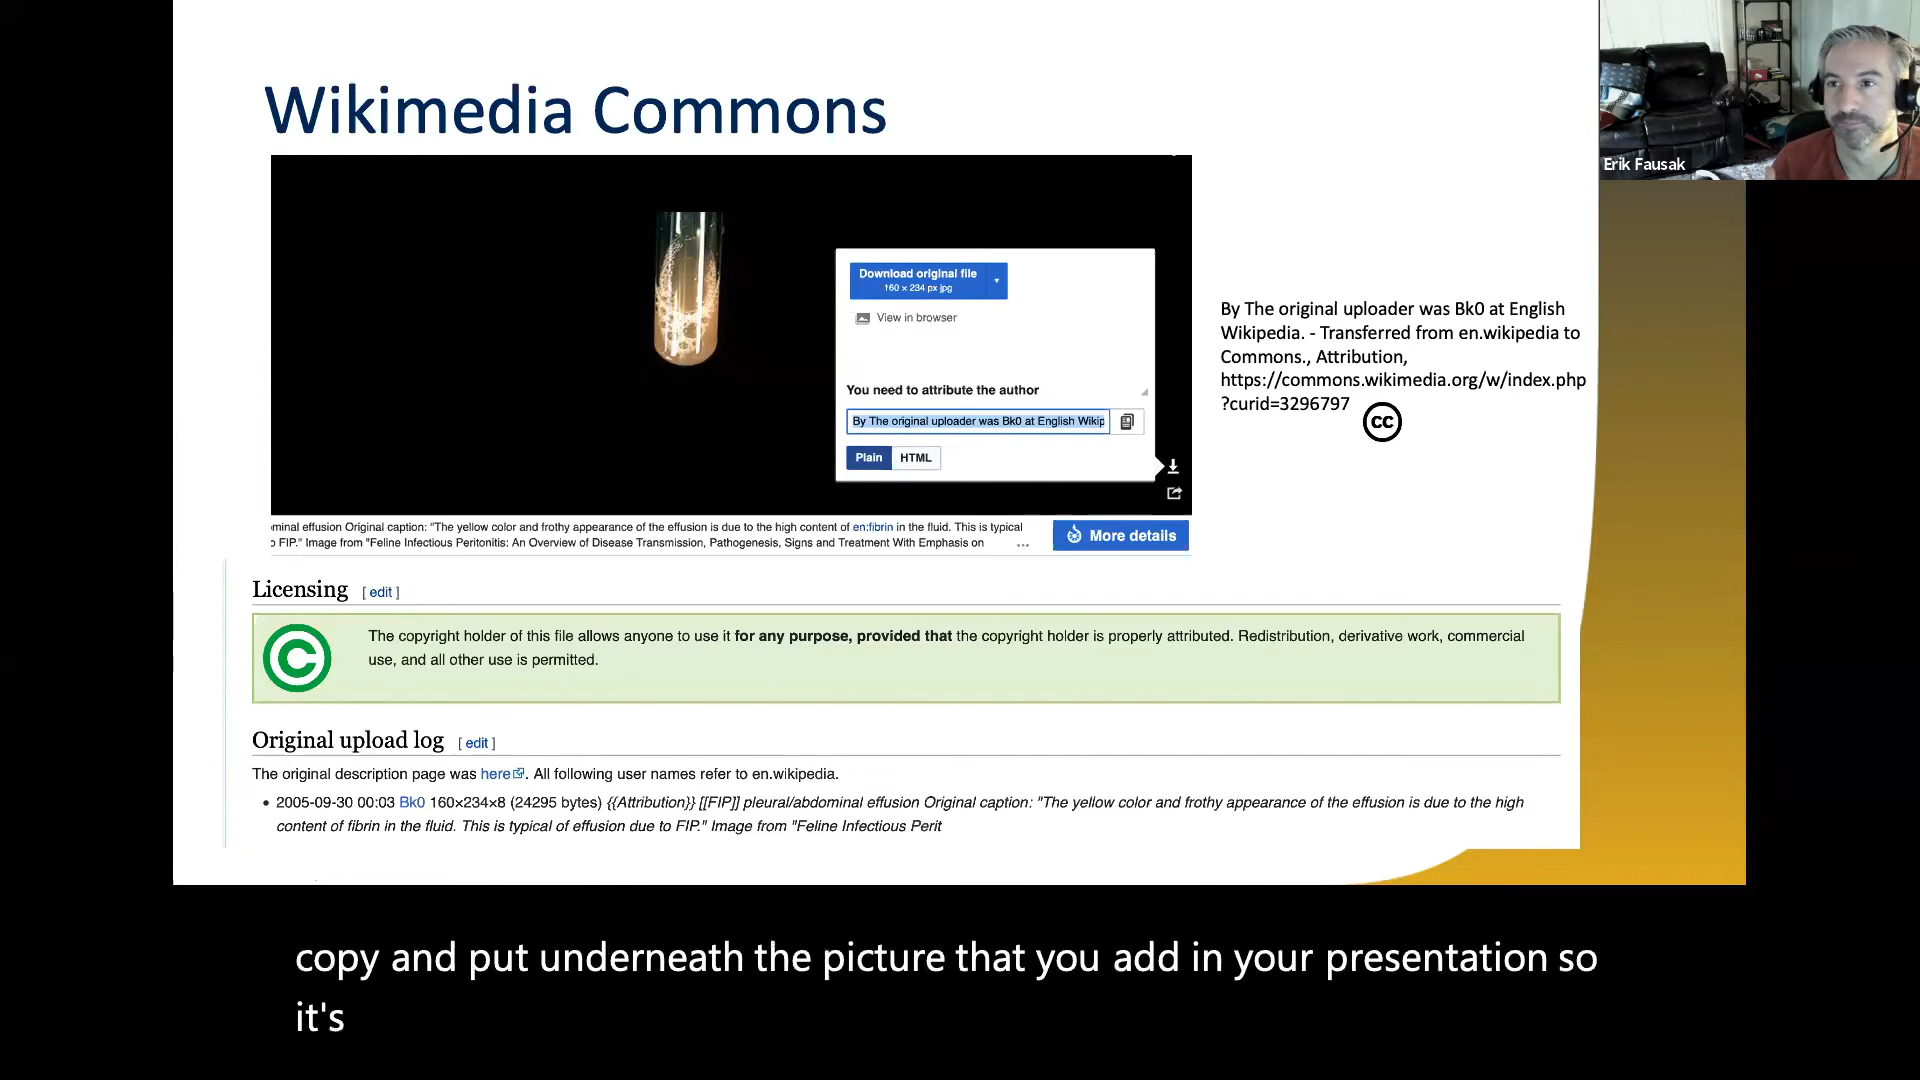 Wikimedia Commons
Erik Fausak
Download original file
160 × 234 px jpg
View in browser
You need to attribute the author
By The original uploader was Bk0 at English Wikip
Plain
HTML
By The original uploader was Bk0 at English
Wikipedia. - Transferred from en.wikipedia to
Commons., Attribution,
https://commons.wikimedia.org/w/index.php
?curid=3296797
cc
effusion Original caption: "The yellow color and frothy appearance of the effusion is due to the high content of en:fibrin in the fluid. This is typical
FIP." Image from "Feline Infectious Peritonitis: An Overview of Disease Transmission, Pathogenesis, Signs and Treatment With Emphasis on ...
More details
Licensing [ edit ]
C
The copyright holder of this file allows anyone to use it for any purpose, provided that the copyright holder is properly attributed. Redistribution, derivative work, commercial
use, and all other use is permitted.
Original upload log [ edit ]
The original description page was here. All following user names refer to en.wikipedia.
• 2005-09-30 00:03 Bk0 160×234×8 (24295 bytes) {{Attribution}} [[FIP]] pleural/abdominal effusion Original caption: "The yellow color and frothy appearance of the effusion is due to the high
content of fibrin in the fluid. This is typical of effusion due to FIP." Image from "Feline Infectious Perit
copy and put underneath the picture that you add in your presentation so
it's